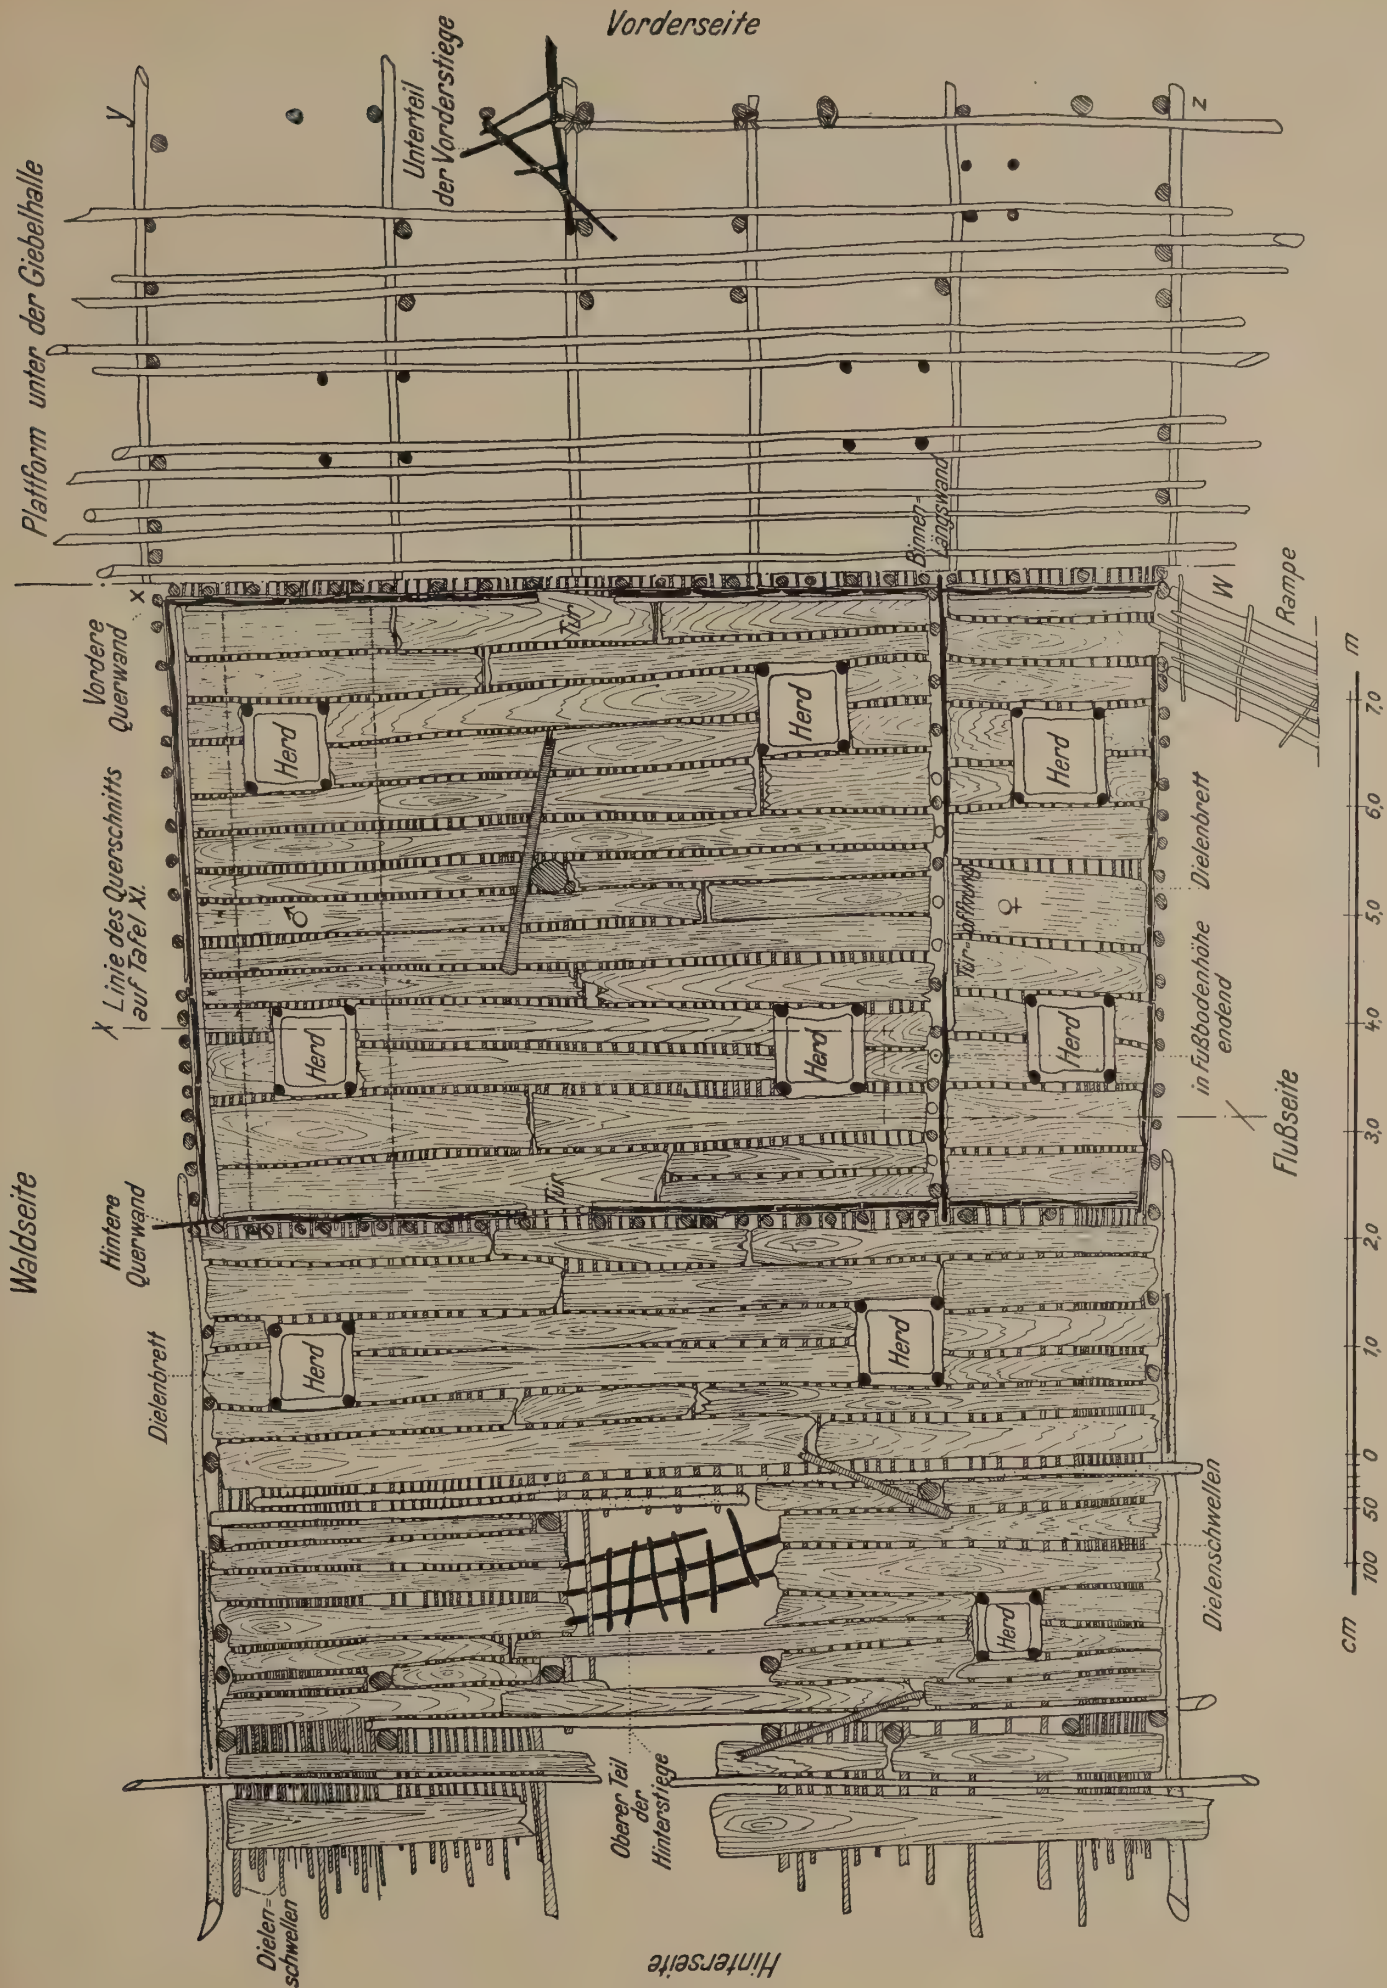 Vorderseite
Plattform unter der Giebelhalle
y
Unterteil
der Vorderstiege
z
x
Vordere
Querwand
Binnen=
Längswand
W
Rampe
Tür
Herd
Herd
Herd
X Linie des Querschnitts
auf Tafel XI.
♂
Tür-öffnung
♀
Dielenbrett
in Fußbodenhöhe
endend
Herd
Herd
Herd
Flußseite
Waldseite
Hintere
Querwand
Tür
Dielenbrett
Herd
Herd
Herd
Dielenschwellen
Oberer Teil
der
Hinterstiege
Dielen=
schwellen
Hinterseite
cm 100 50 0 1,0 2,0 3,0 4,0 5,0 6,0 7,0 m